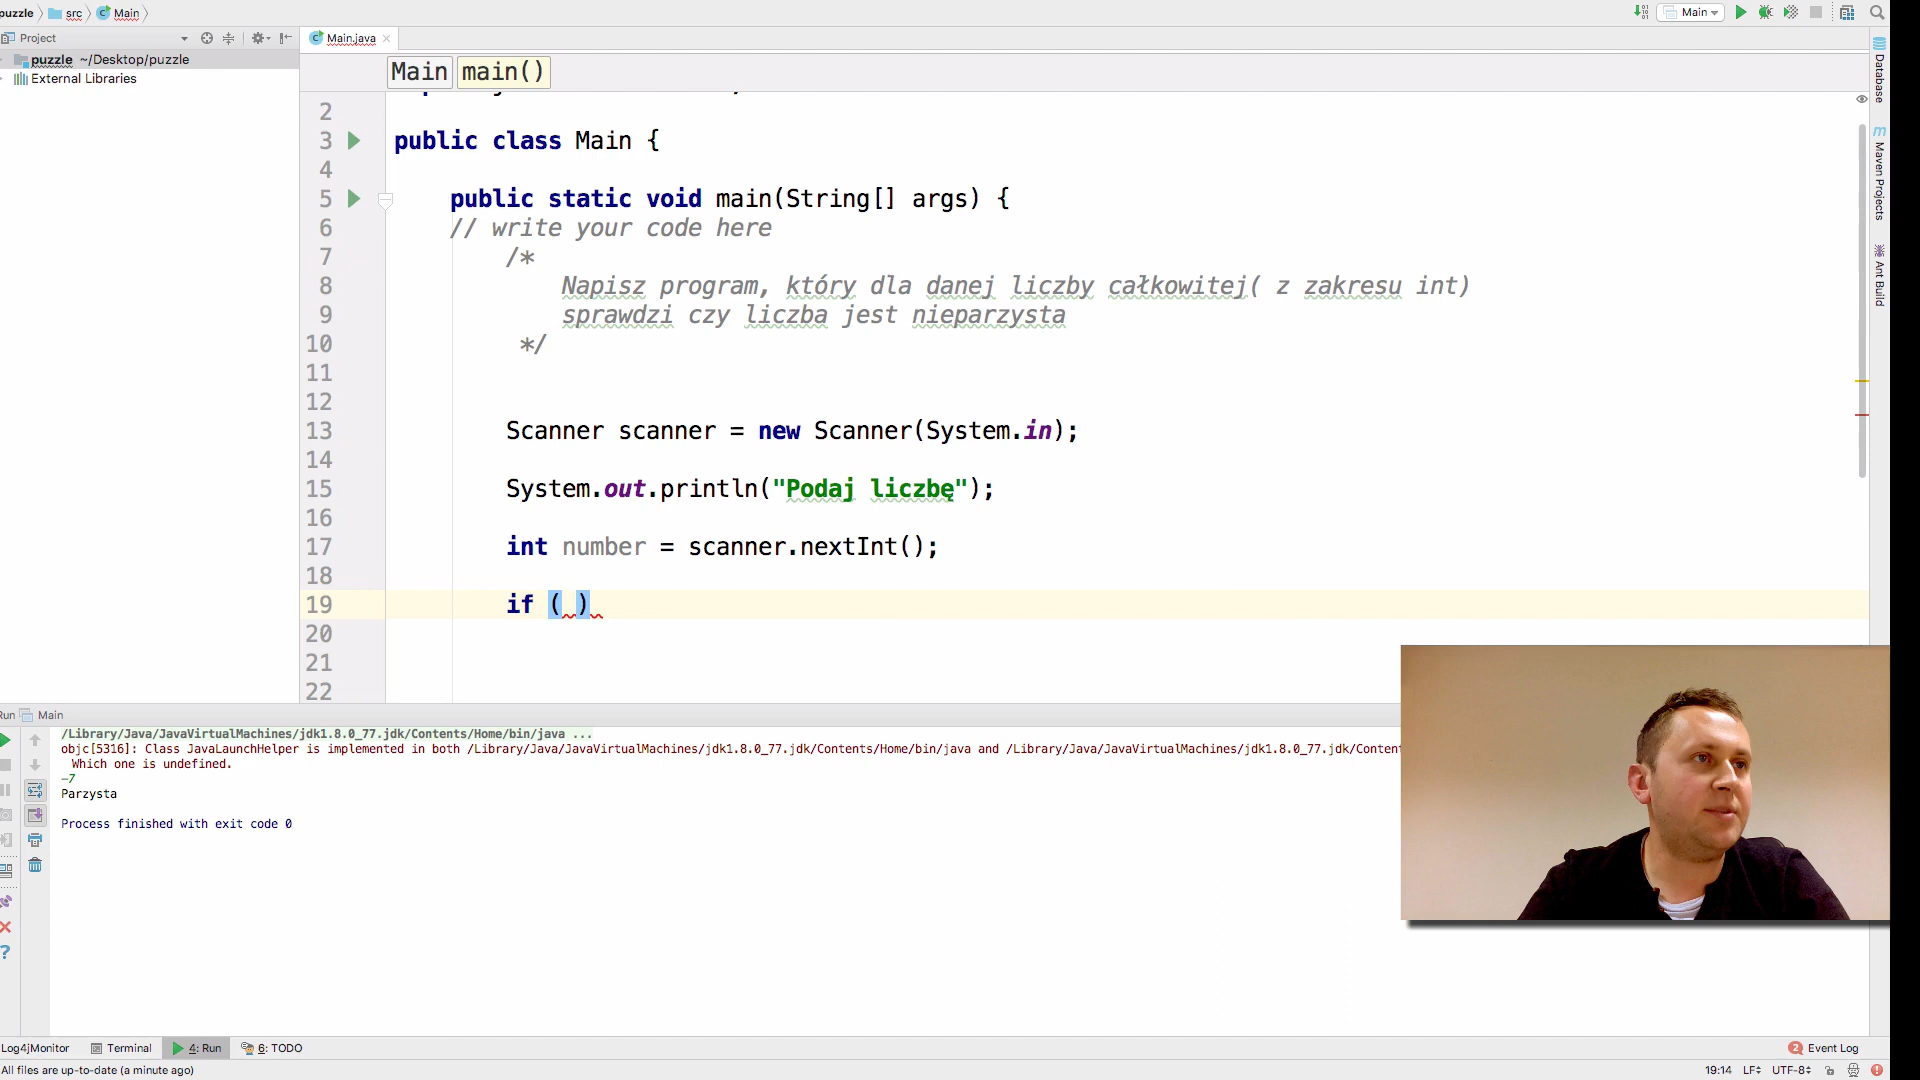 puzzle src Main
Main
Project
Main.java
puzzle ~/Desktop/puzzle
External Libraries
Main main()
2
3 public class Main {
4
5 public static void main(String[] args) {
6 // write your code here
7 /*
8 Napisz program, który dla danej liczby całkowitej( z zakresu int)
9 sprawdzi czy liczba jest nieparzysta
10 */
11
12
13 Scanner scanner = new Scanner(System.in);
14
15 System.out.println("Podaj liczbę");
16
17 int number = scanner.nextInt();
18
19 if ( )
20
21
22
Database
Maven Projects
Ant Build
Run Main
/Library/Java/JavaVirtualMachines/jdk1.8.0_77.jdk/Contents/Home/bin/java ...
objc[5316]: Class JavaLaunchHelper is implemented in both /Library/Java/JavaVirtualMachines/jdk1.8.0_77.jdk/Contents/Home/bin/java and /Library/Java/JavaVirtualMachines/jdk1.8.0_77.jdk/Content
Which one is undefined.
-7
Parzysta
Process finished with exit code 0
Log4jMonitor Terminal 4: Run 6: TODO
2 Event Log
All files are up-to-date (a minute ago)
19:14 LF UTF-8